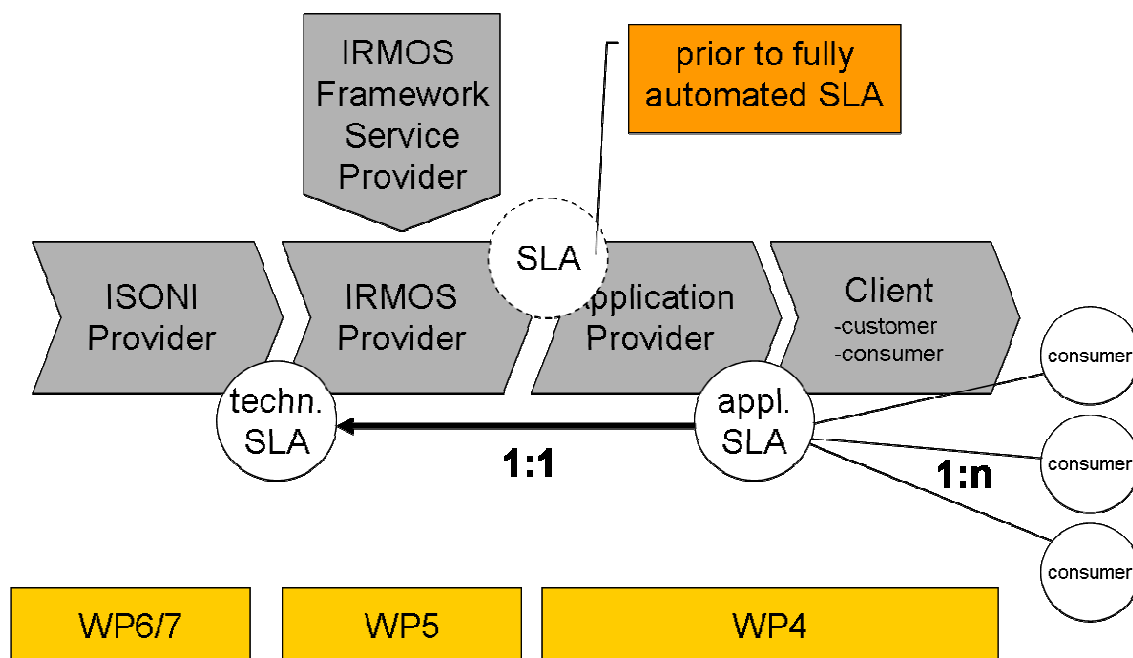 IRMOS
Framework
Service
Provider
prior to fully
automated SLA
SLA
ISONI
Provider
IRMOS
Provider
Application
Provider
Client
-customer
-consumer
techn.
SLA
1:1
appl.
SLA
1:n
consumer
consumer
consumer
WP6/7
WP5
WP4